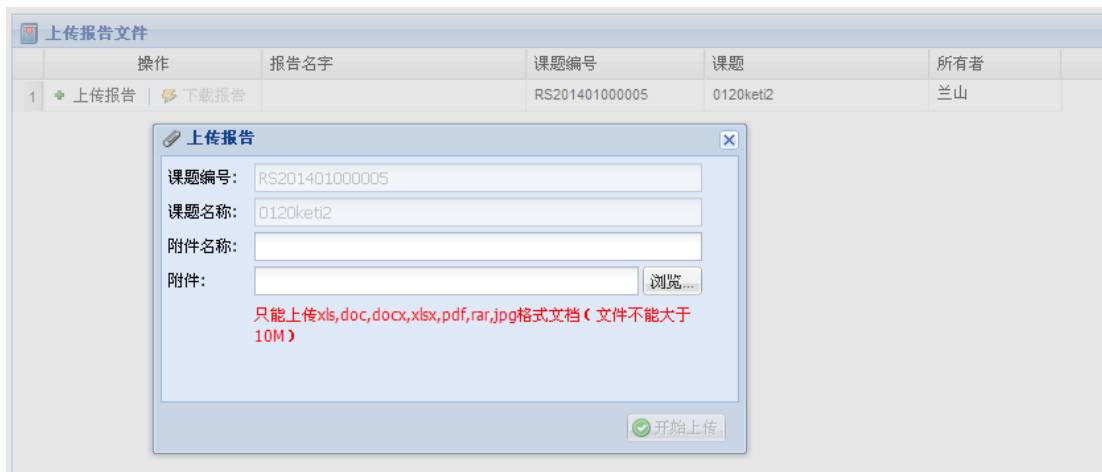 上传报告文件
操作 报告名字 课题编号 课题 所有者
1 上传报告 | 下载报告 RS201401000005 0120keti2 兰山
上传报告
课题编号: RS201401000005
课题名称: 0120keti2
附件名称:
附件: 浏览...
只能上传xls,doc,docx,xlsx,pdf,rar,jpg格式文档(文件不能大于
10M)
开始上传